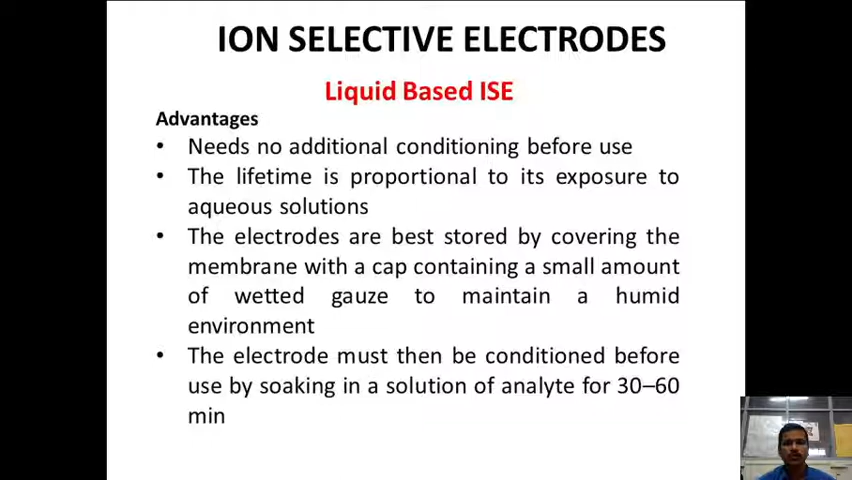 ION SELECTIVE ELECTRODES
Liquid Based ISE
Advantages
• Needs no additional conditioning before use
• The lifetime is proportional to its exposure to
aqueous solutions
• The electrodes are best stored by covering the
membrane with a cap containing a small amount
of wetted gauze to maintain a humid
environment
• The electrode must then be conditioned before
use by soaking in a solution of analyte for 30–60
min